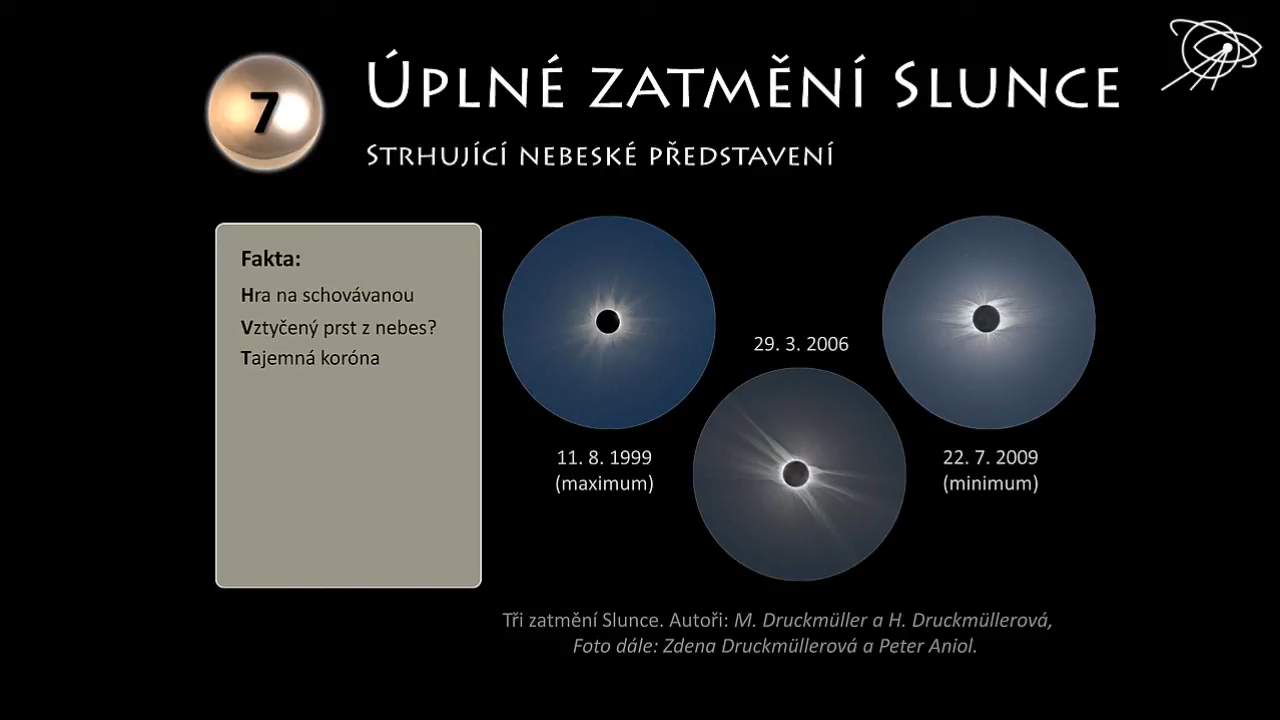 7
Úplné zatmění Slunce
Strhující nebeské představení
Fakta:
Hra na schovávanou
Vztyčený prst z nebes?
Tajemná koróna
29. 3. 2006
11. 8. 1999
(maximum)
22. 7. 2009
(minimum)
Tři zatmění Slunce. Autoři: M. Druckmüller a H. Druckmüllerová,
Foto dále: Zdena Druckmüllerová a Peter Aniol.